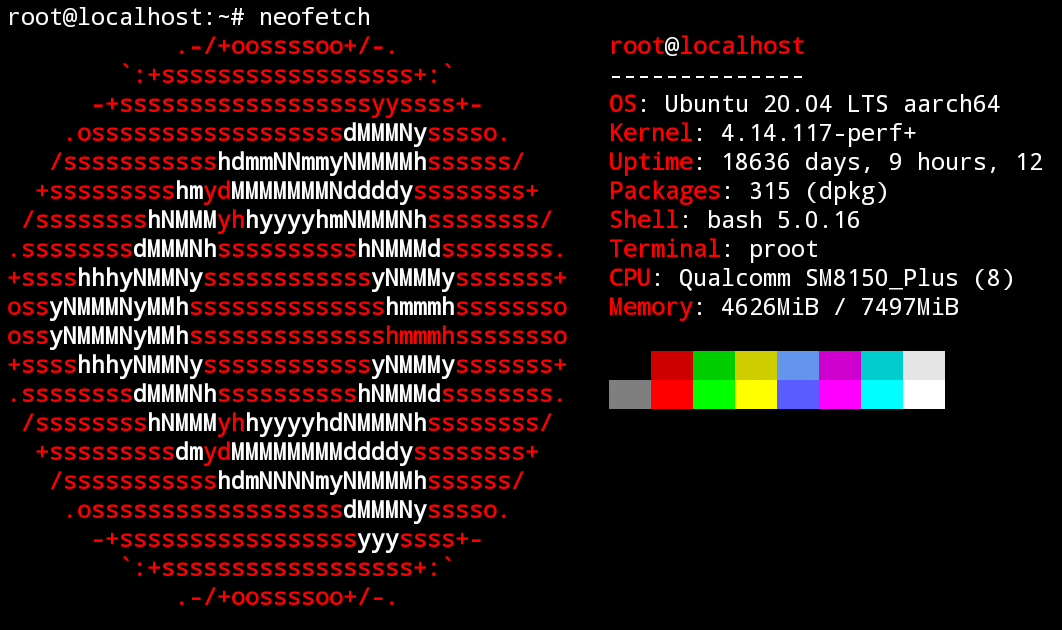 root@localhost:~# neofetch
.-/+oossssoo+/-.
`:+ssssssssssssssssss+:`
-+ssssssssssssssssssyyssss+-
.ossssssssssssssssssdMMMNysssso.
/ssssssssssshdmmNNmmyNMMMMhssssss/
+ssssssssshmydMMMMMMMNddddyssssssss+
/sssssssshNMMMyhhyyyyhmNMMMNhssssssss/
.ssssssssdMMMNhsssssssssshNMMMdssssssss.
+sssshhhyNMMNyssssssssssssyNMMMysssssss+
ossyNMMMNyMMhsssssssssssssshmmmhssssssso
ossyNMMMNyMMhsssssssssssssshmmmhssssssso
+sssshhhyNMMNyssssssssssssyNMMMysssssss+
.ssssssssdMMMNhsssssssssshNMMMdssssssss.
/sssssssshNMMMyhhyyyyhdNMMMNhssssssss/
+sssssssssdmydMMMMMMMMddddyssssssss+
/ssssssssssshdmNNNNmyNMMMMhssssss/
.ossssssssssssssssssdMMMNysssso.
-+sssssssssssssssssyyyssss+-
`:+ssssssssssssssssss+:`
.-/+oossssoo+/-.
root@localhost
--------------
OS: Ubuntu 20.04 LTS aarch64
Kernel: 4.14.117-perf+
Uptime: 18636 days, 9 hours, 12
Packages: 315 (dpkg)
Shell: bash 5.0.16
Terminal: proot
CPU: Qualcomm SM8150_Plus (8)
Memory: 4626MiB / 7497MiB